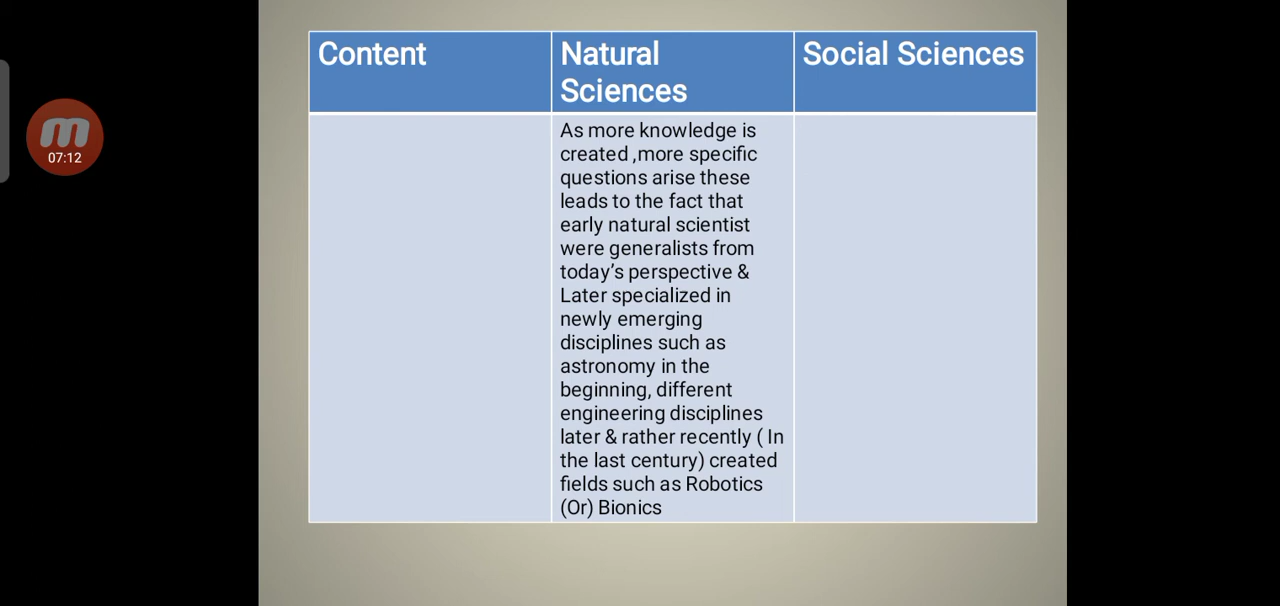 Content
Natural
Sciences
Social Sciences
As more knowledge is
created ,more specific
questions arise these
leads to the fact that
early natural scientist
were generalists from
today's perspective &
Later specialized in
newly emerging
disciplines such as
astronomy in the
beginning, different
engineering disciplines
later & rather recently ( In
the last century) created
fields such as Robotics
(Or) Bionics
m
07:12